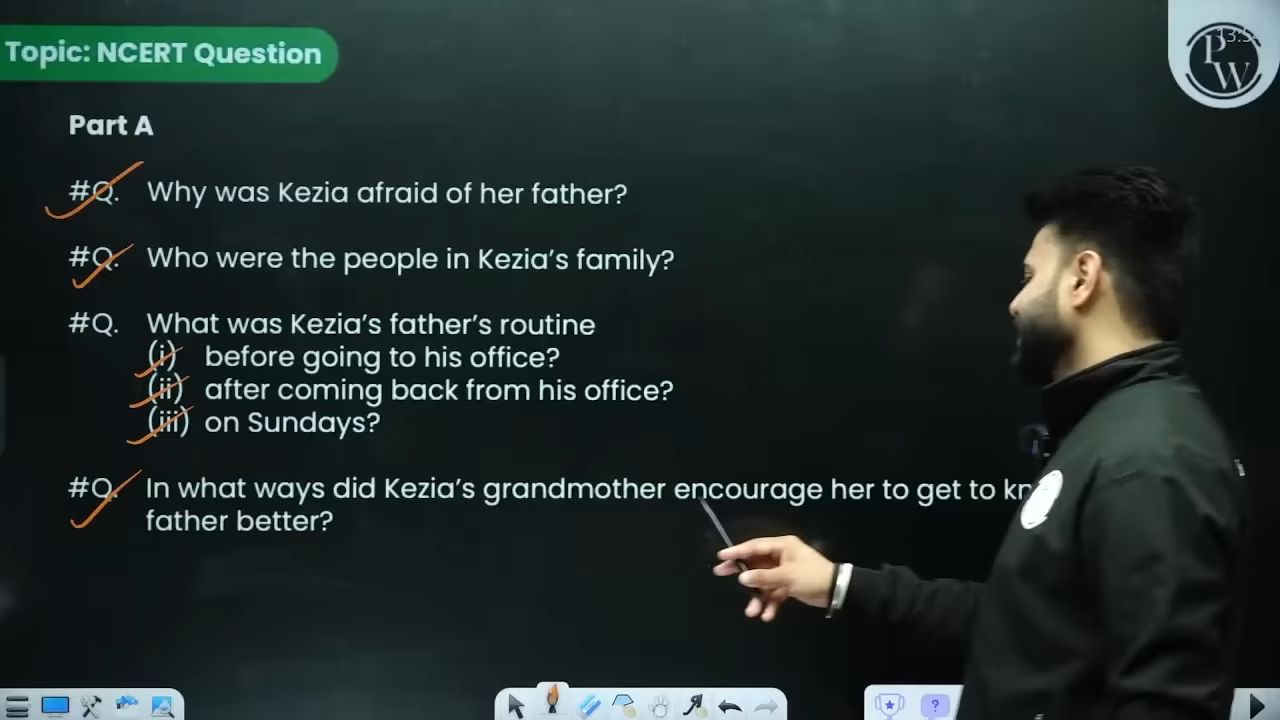 Topic: NCERT Question
PW
Part A
#Q. Why was Kezia afraid of her father?
#Q. Who were the people in Kezia's family?
#Q. What was Kezia's father's routine
(i) before going to his office?
(ii) after coming back from his office?
(iii) on Sundays?
#Q. In what ways did Kezia's grandmother encourage her to get to
father better?
?